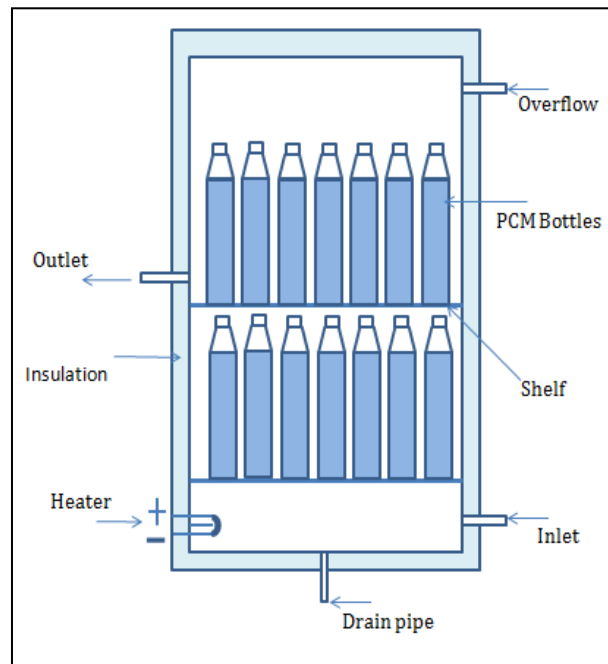 Overflow
PCM Bottles
Outlet
Insulation
Shelf
Heater
+
−
Inlet
Drain pipe